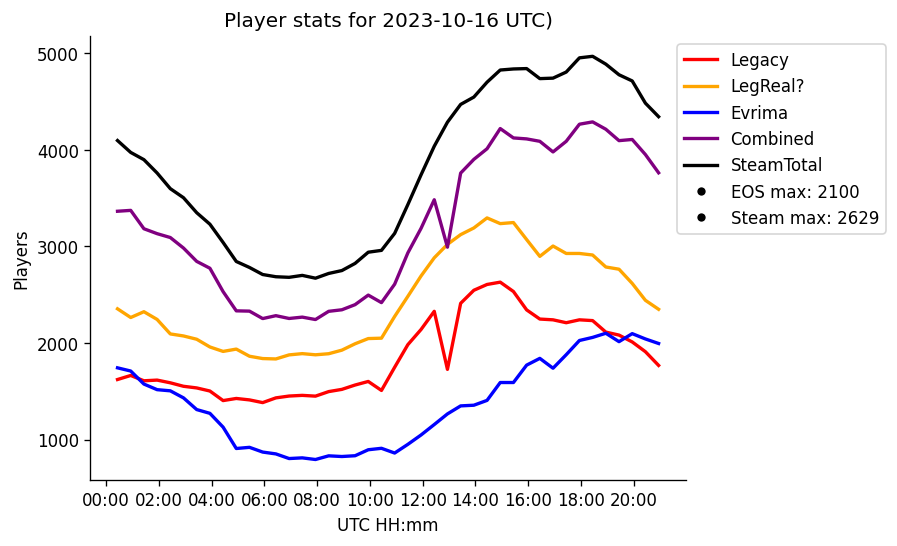 Player stats for 2023-10-16 UTC)
Legacy
LegReal?
Evrima
Combined
SteamTotal
EOS max: 2100
Steam max: 2629
5000
4000
3000
2000
1000
Players
00:00 02:00 04:00 06:00 08:00 10:00 12:00 14:00 16:00 18:00 20:00
UTC HH:mm